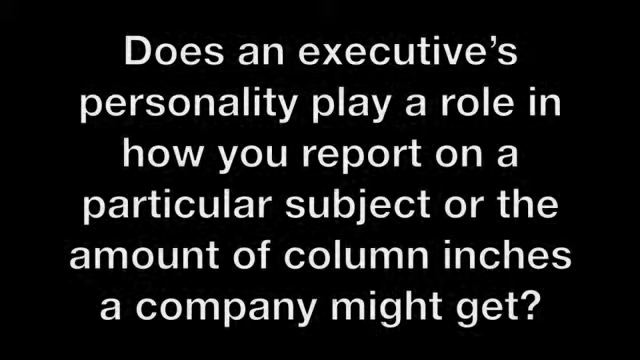 Does an executive’s
personality play a role in
how you report on a
particular subject or the
amount of column inches
a company might get?